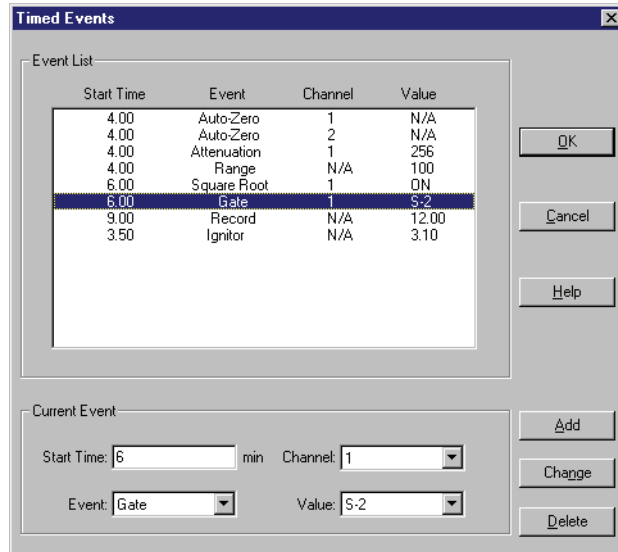 Timed Events
Event List
Start Time Event Channel Value
4.00 Auto-Zero 1 N/A
4.00 Auto-Zero 2 N/A
4.00 Attenuation 1 256
4.00 Range N/A 100
6.00 Square Root 1 ON
6.00 Gate 1 S-2
9.00 Record N/A 12.00
3.50 Ignitor N/A 3.10
OK
Cancel
Help
Current Event
Start Time: 6 min Channel: 1
Event: Gate Value: S-2
Add
Change
Delete